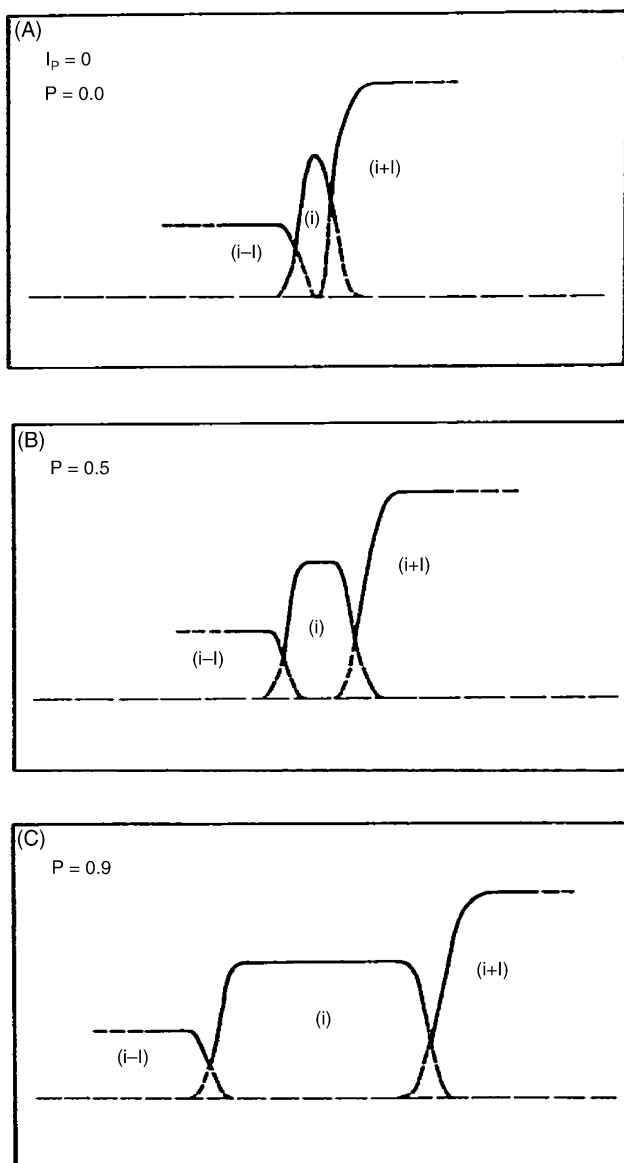 (A)
I_P = 0
P = 0.0
(i+I)
(i)
(i–I)
(B)
P = 0.5
(i+I)
(i)
(i–I)
(C)
P = 0.9
(i+I)
(i)
(i–I)